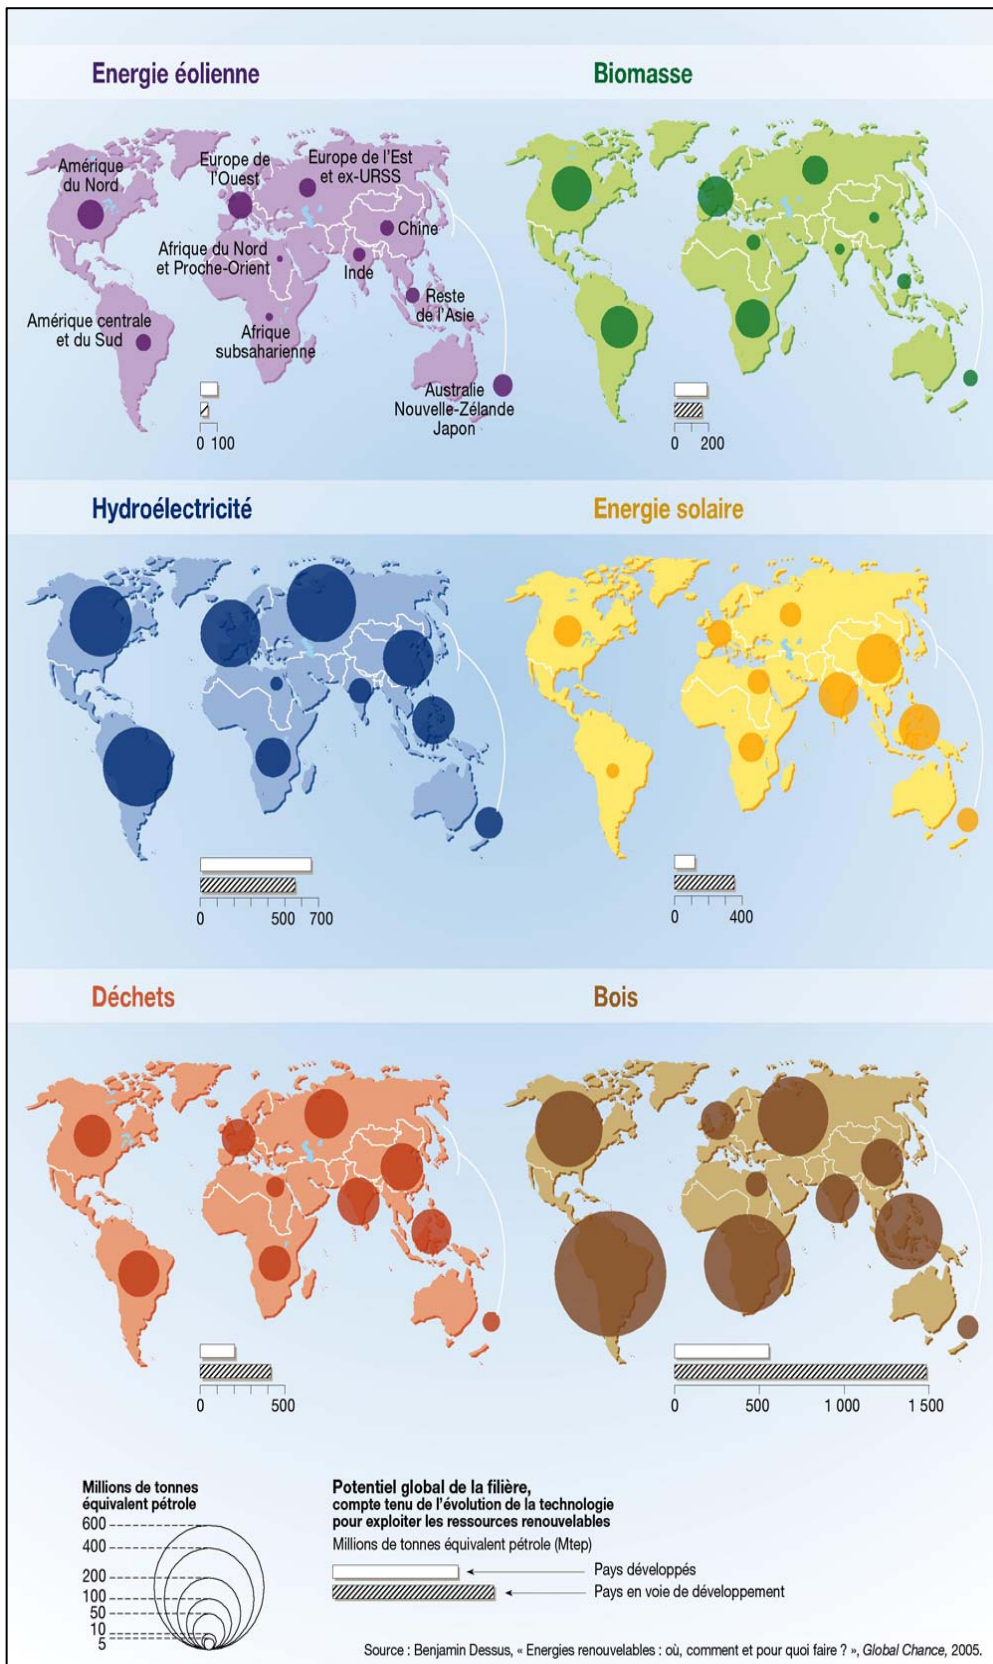 Energie éolienne
Biomasse
Amérique
du Nord
Europe de
l'Ouest
Europe de l'Est
et ex-URSS
Chine
Afrique du Nord
et Proche-Orient
Inde
Reste
de l'Asie
Amérique centrale
et du Sud
Afrique
subsaharienne
Australie
Nouvelle-Zélande
Japon
0 100
0 200
Hydroélectricité
Energie solaire
0 500 700
0 400
Déchets
Bois
0 500
0 500 1 000 1 500
Millions de tonnes
équivalent pétrole
600
400
200
100
50
10
5
Potentiel global de la filière,
compte tenu de l'évolution de la technologie
pour exploiter les ressources renouvelables
Millions de tonnes équivalent pétrole (Mtep)
Pays développés
Pays en voie de développement
Source : Benjamin Dessus, « Energies renouvelables : où, comment et pour quoi faire ? », Global Chance, 2005.